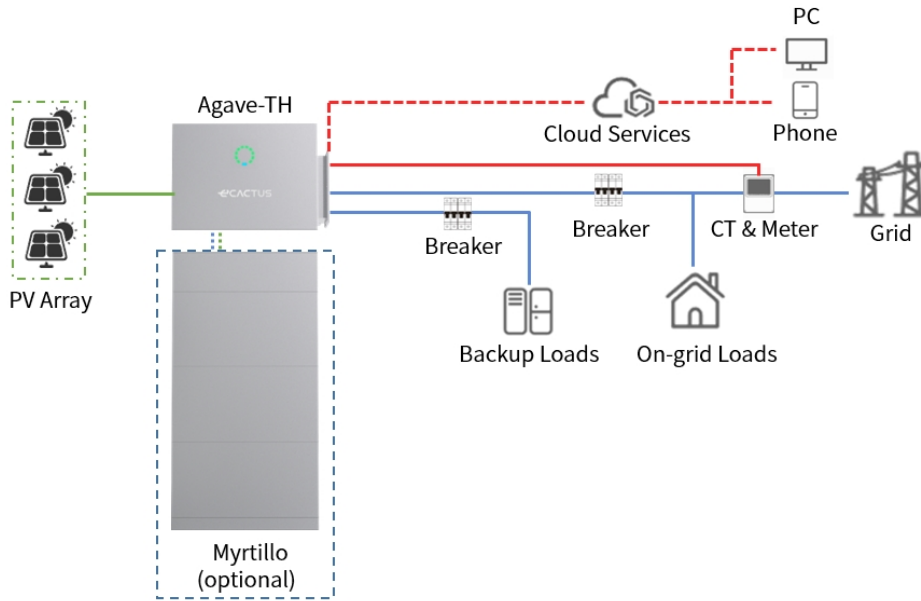 PC
Agave-TH
Cloud Services
Phone
eCACTUS
Breaker
Breaker
CT & Meter
Grid
PV Array
Backup Loads
On-grid Loads
Myrtillo
(optional)